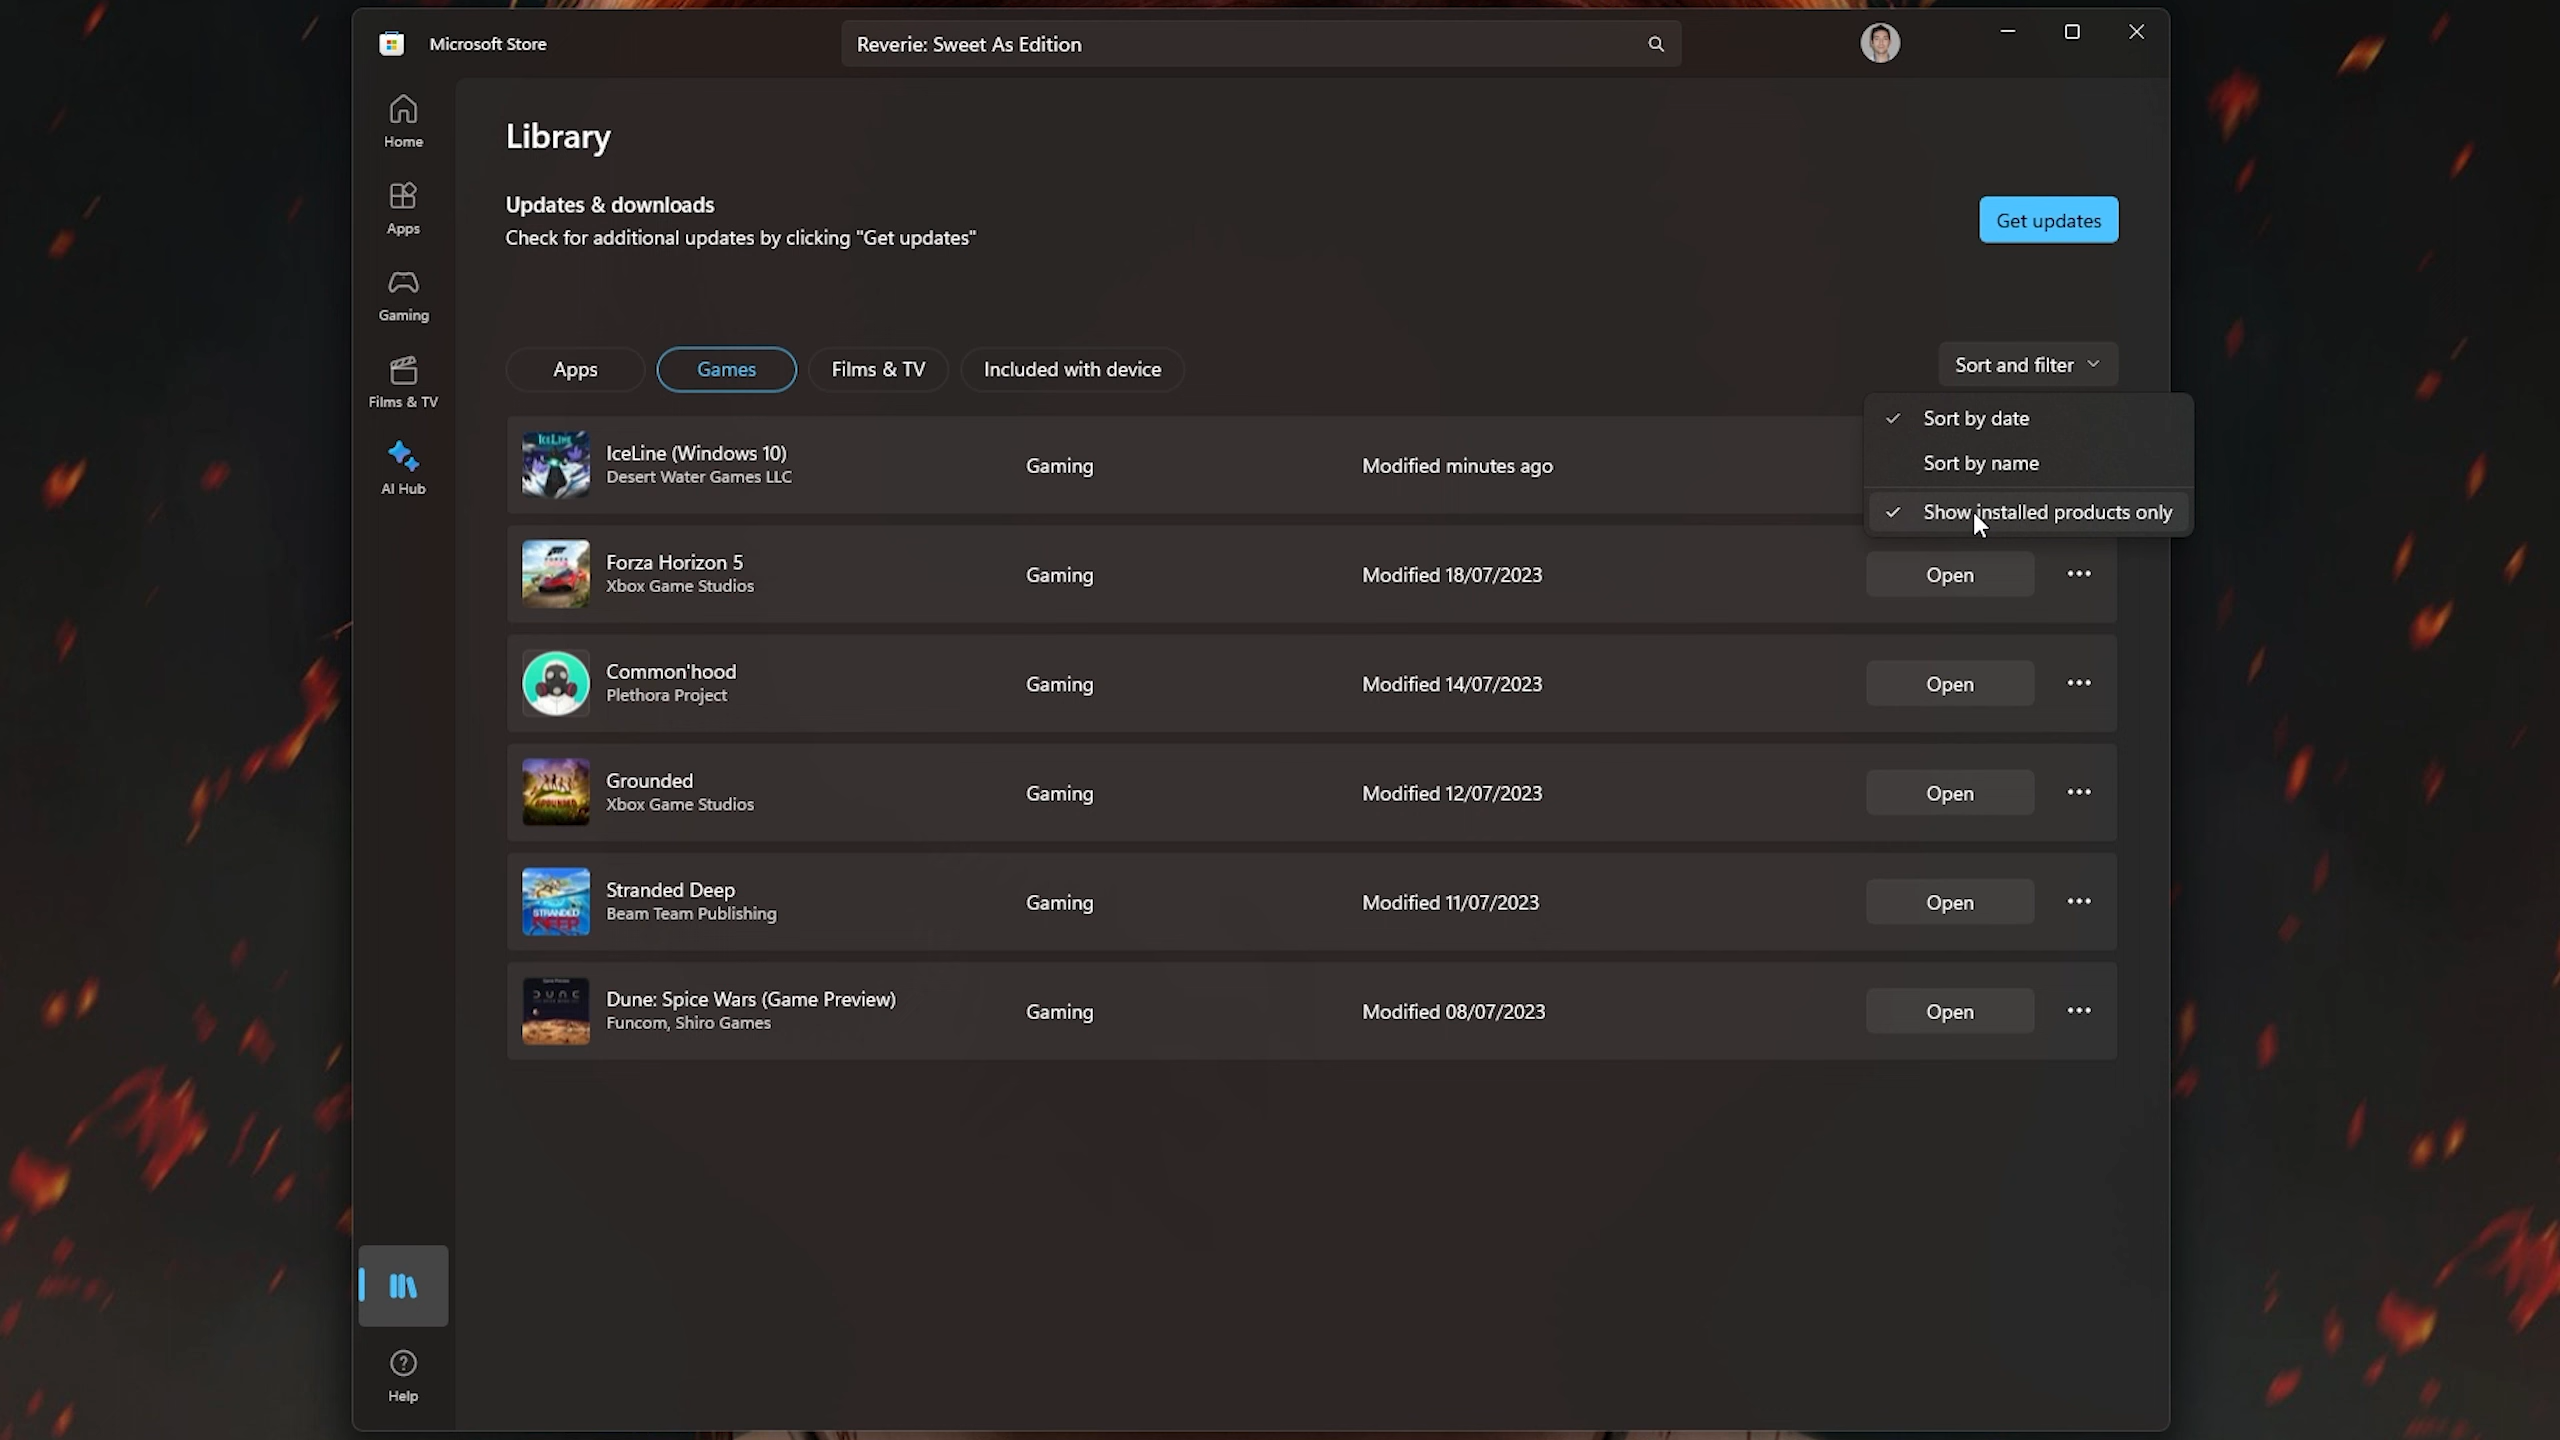 Microsoft Store
Reverie: Sweet As Edition
Home
Apps
Gaming
Films & TV
AI Hub
Help
Library
Updates & downloads
Check for additional updates by clicking "Get updates"
Get updates
Apps
Games
Films & TV
Included with device
Sort and filter
Sort by date
Sort by name
Show installed products only
ICELINE
IceLine (Windows 10)
Desert Water Games LLC
Gaming
Modified minutes ago
Forza Horizon 5
Xbox Game Studios
Gaming
Modified 18/07/2023
Open
Common'hood
Plethora Project
Gaming
Modified 14/07/2023
Open
GROUNDED
Grounded
Xbox Game Studios
Gaming
Modified 12/07/2023
Open
STRANDED
DEEP
Stranded Deep
Beam Team Publishing
Gaming
Modified 11/07/2023
Open
DUNE
Dune: Spice Wars (Game Preview)
Funcom, Shiro Games
Gaming
Modified 08/07/2023
Open